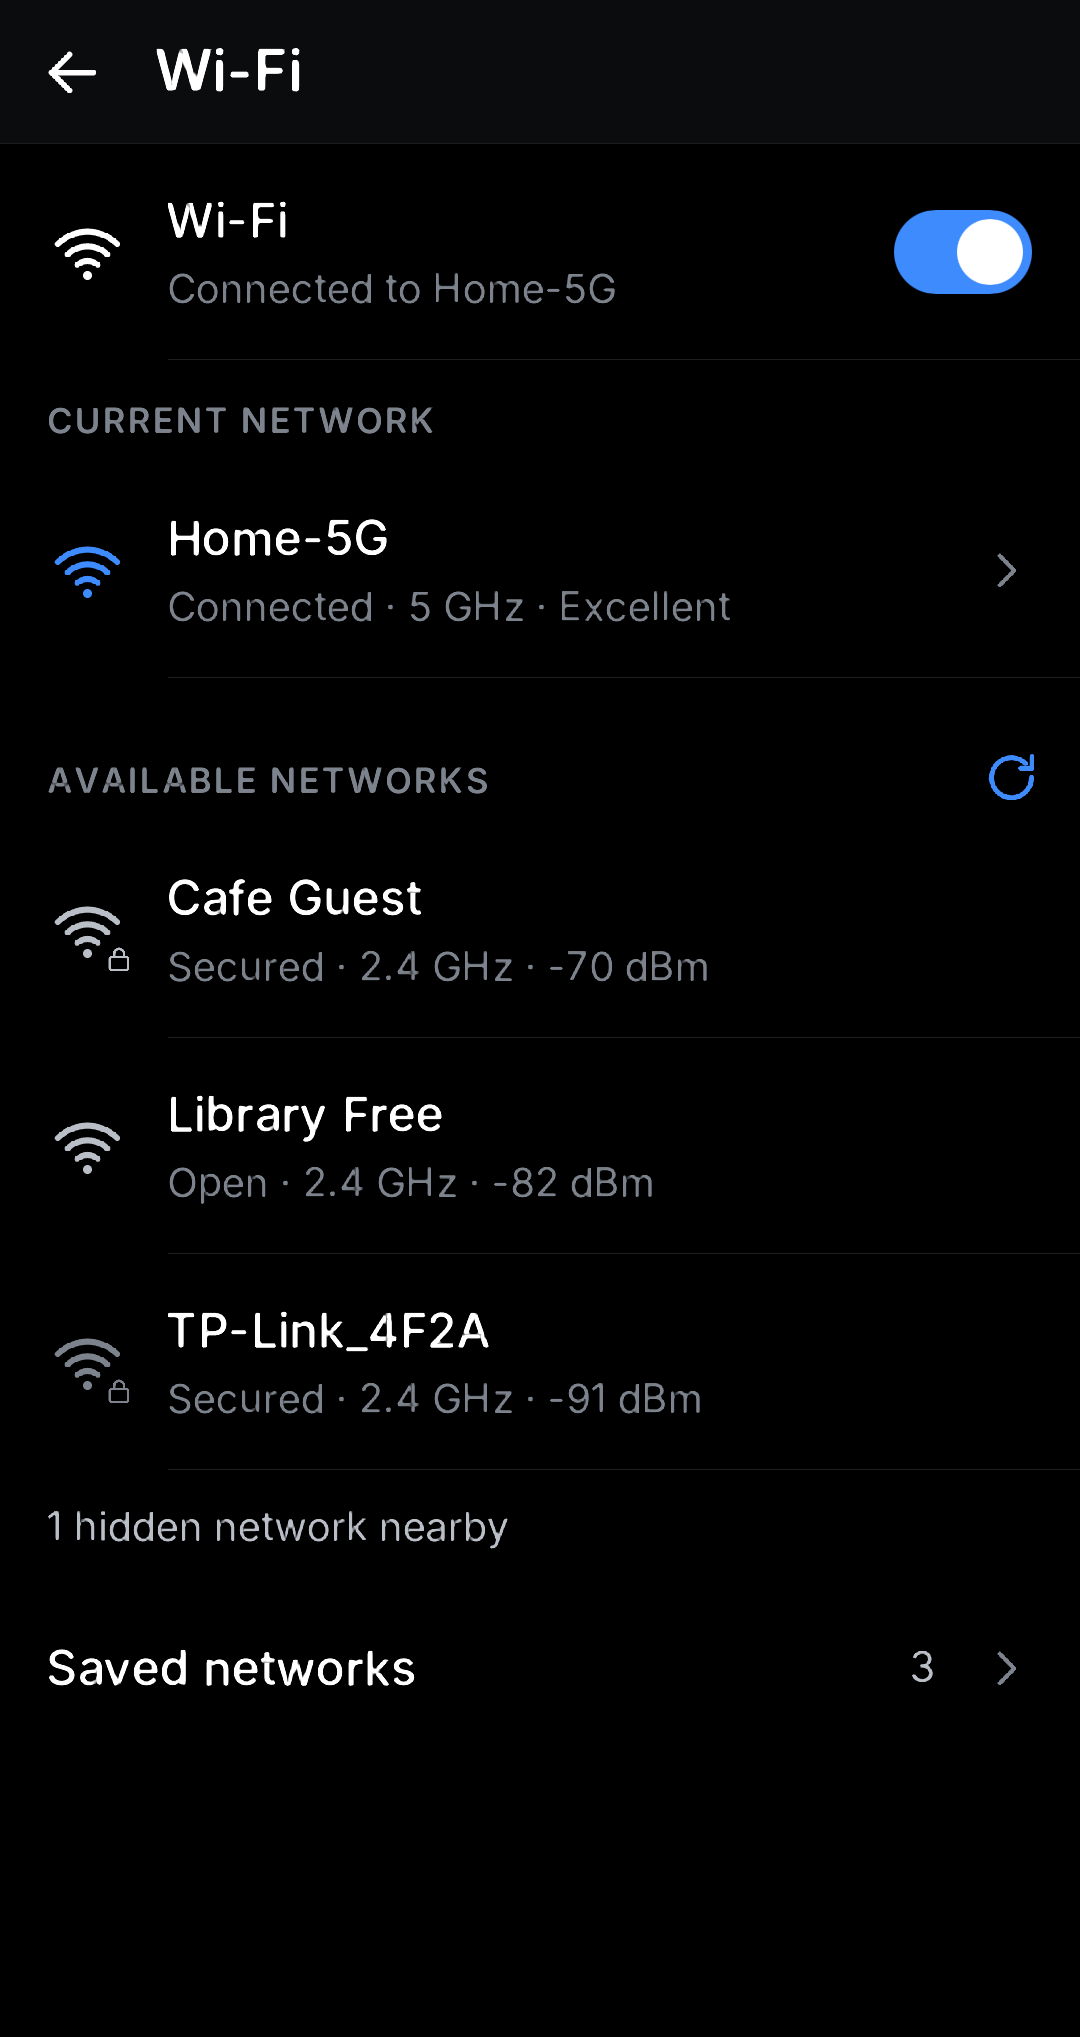 Wi-Fi
Wi-Fi
Connected to Home-5G
CURRENT NETWORK
Home-5G
Connected · 5 GHz · Excellent
AVAILABLE NETWORKS
Cafe Guest
Secured · 2.4 GHz · -70 dBm
Library Free
Open · 2.4 GHz · -82 dBm
TP-Link_4F2A
Secured · 2.4 GHz · -91 dBm
1 hidden network nearby
Saved networks 3